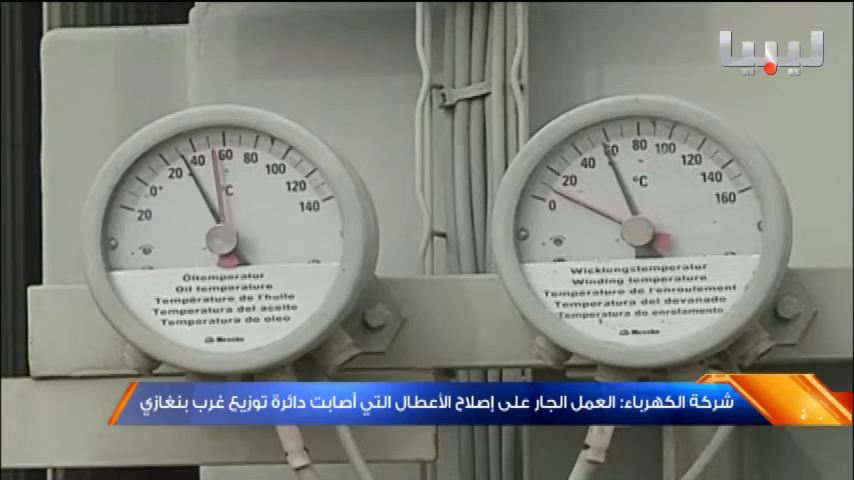 ليبيا
20 0° 20 40 60 80 100 120 140
°C
Öltemperatur
Oil temperature
Température de l'huile
Temperatura del aceite
Temperatura do oleo
Messko
0 20 40 60 80 100 120 140 160
°C
Wicklungstemperatur
Winding temperature
Température de l'enroulement
Temperatura del devanado
Temperatura do enrolamento
Messko
شركة الكهرباء: العمل الجار على إصلاح الأعطال التي أصابت دائرة توزيع غرب بنغازي